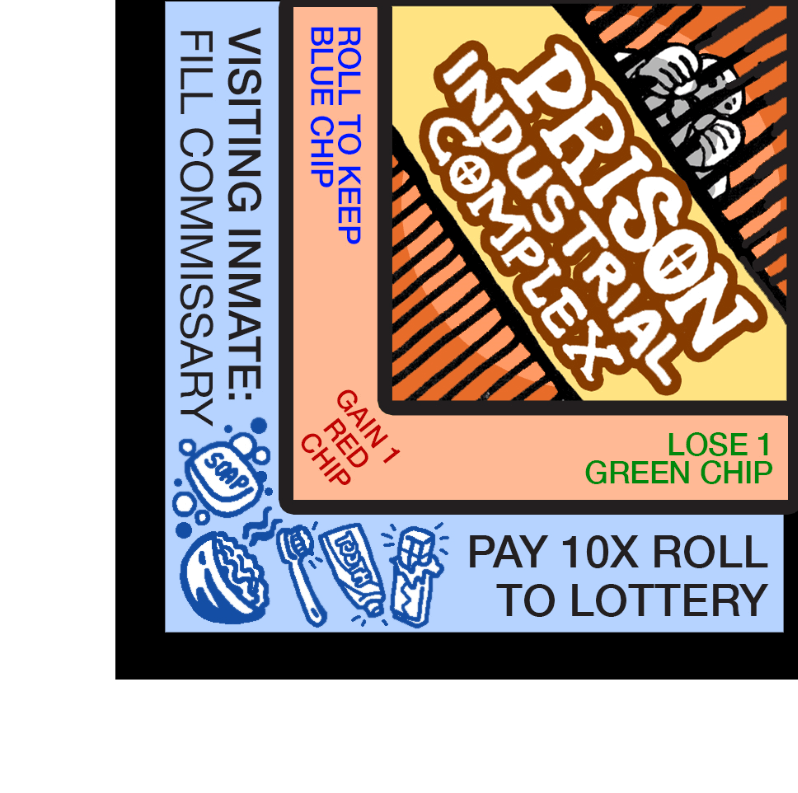 VISITING INMATE:
FILL COMMISSARY
ROLL TO KEEP
BLUE CHIP
PRISON
INDUSTRIAL
COMPLEX
GAIN 1
RED
CHIP
LOSE 1
GREEN CHIP
SOAP
TOOTH
PAY 10X ROLL
TO LOTTERY